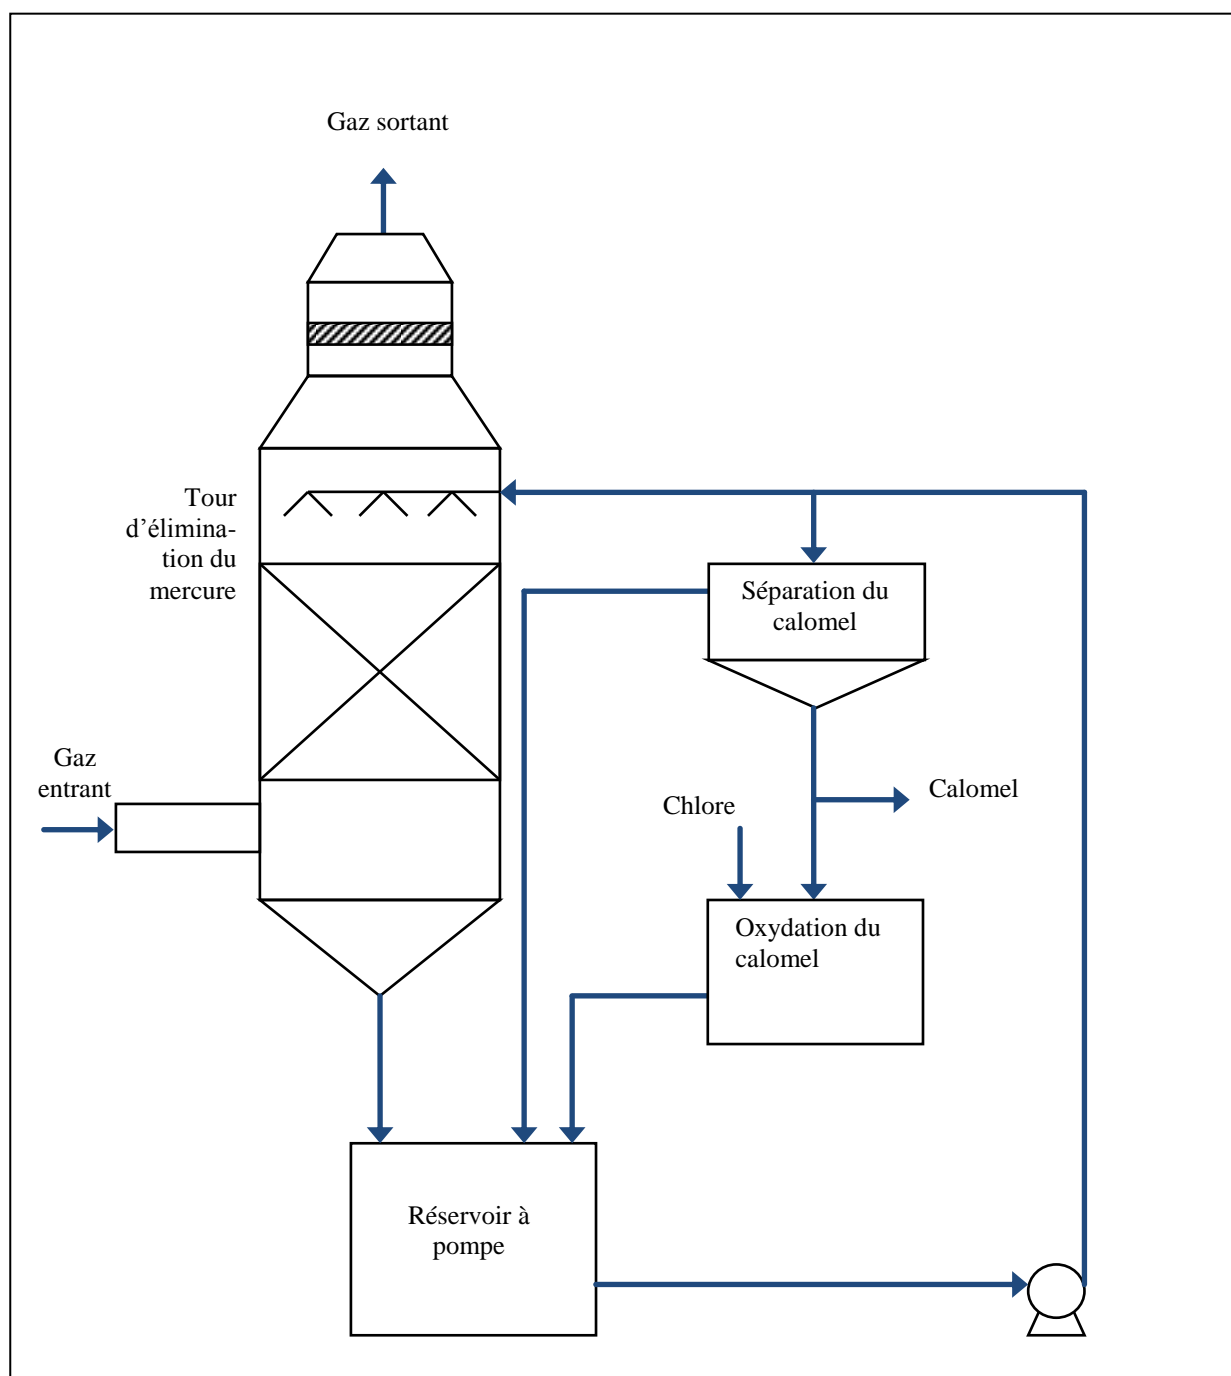 Gaz sortant
Tour
d’élimina-
tion du
mercure
Séparation du
calomel
Gaz
entrant
Chlore
Calomel
Oxydation du
calomel
Réservoir à
pompe